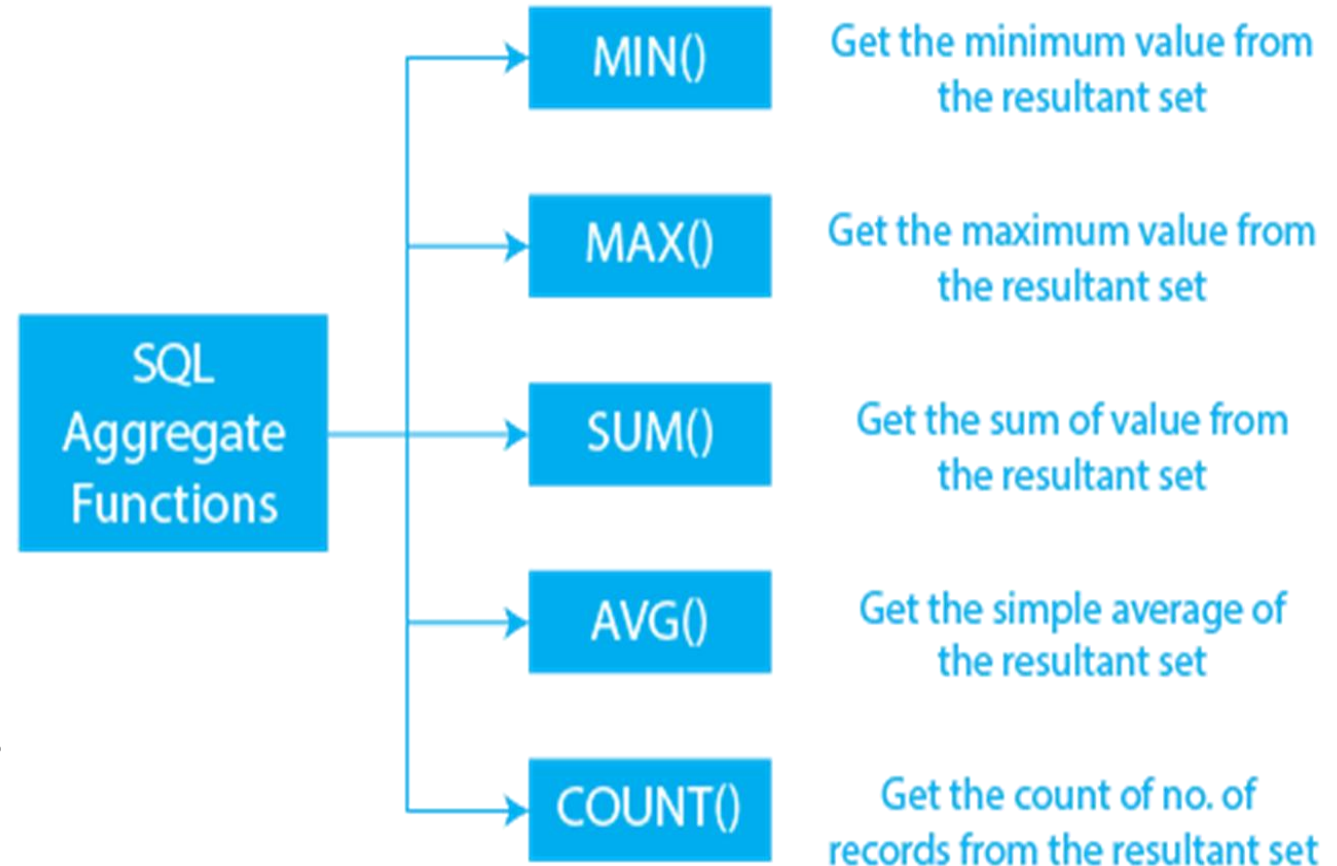 SQL
Aggregate
Functions
MIN()
Get the minimum value from
the resultant set
MAX()
Get the maximum value from
the resultant set
SUM()
Get the sum of value from
the resultant set
AVG()
Get the simple average of
the resultant set
COUNT()
Get the count of no. of
records from the resultant set